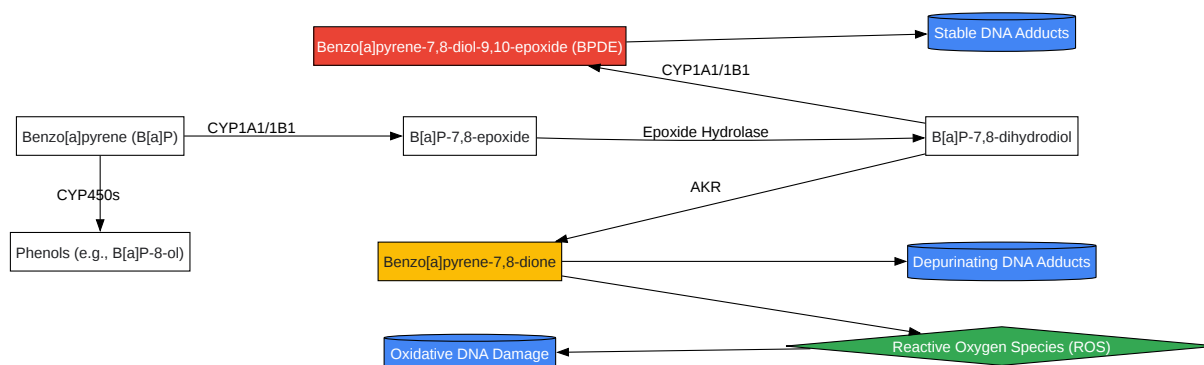 Benzo[a]pyrene-7,8-diol-9,10-epoxide (BPDE)
Stable DNA Adducts
CYP1A1/1B1
Benzo[a]pyrene (B[a]P)
CYP1A1/1B1
B[a]P-7,8-epoxide
Epoxide Hydrolase
B[a]P-7,8-dihydrodiol
CYP450s
AKR
Phenols (e.g., B[a]P-8-ol)
Benzo[a]pyrene-7,8-dione
Depurinating DNA Adducts
Oxidative DNA Damage
Reactive Oxygen Species (ROS)